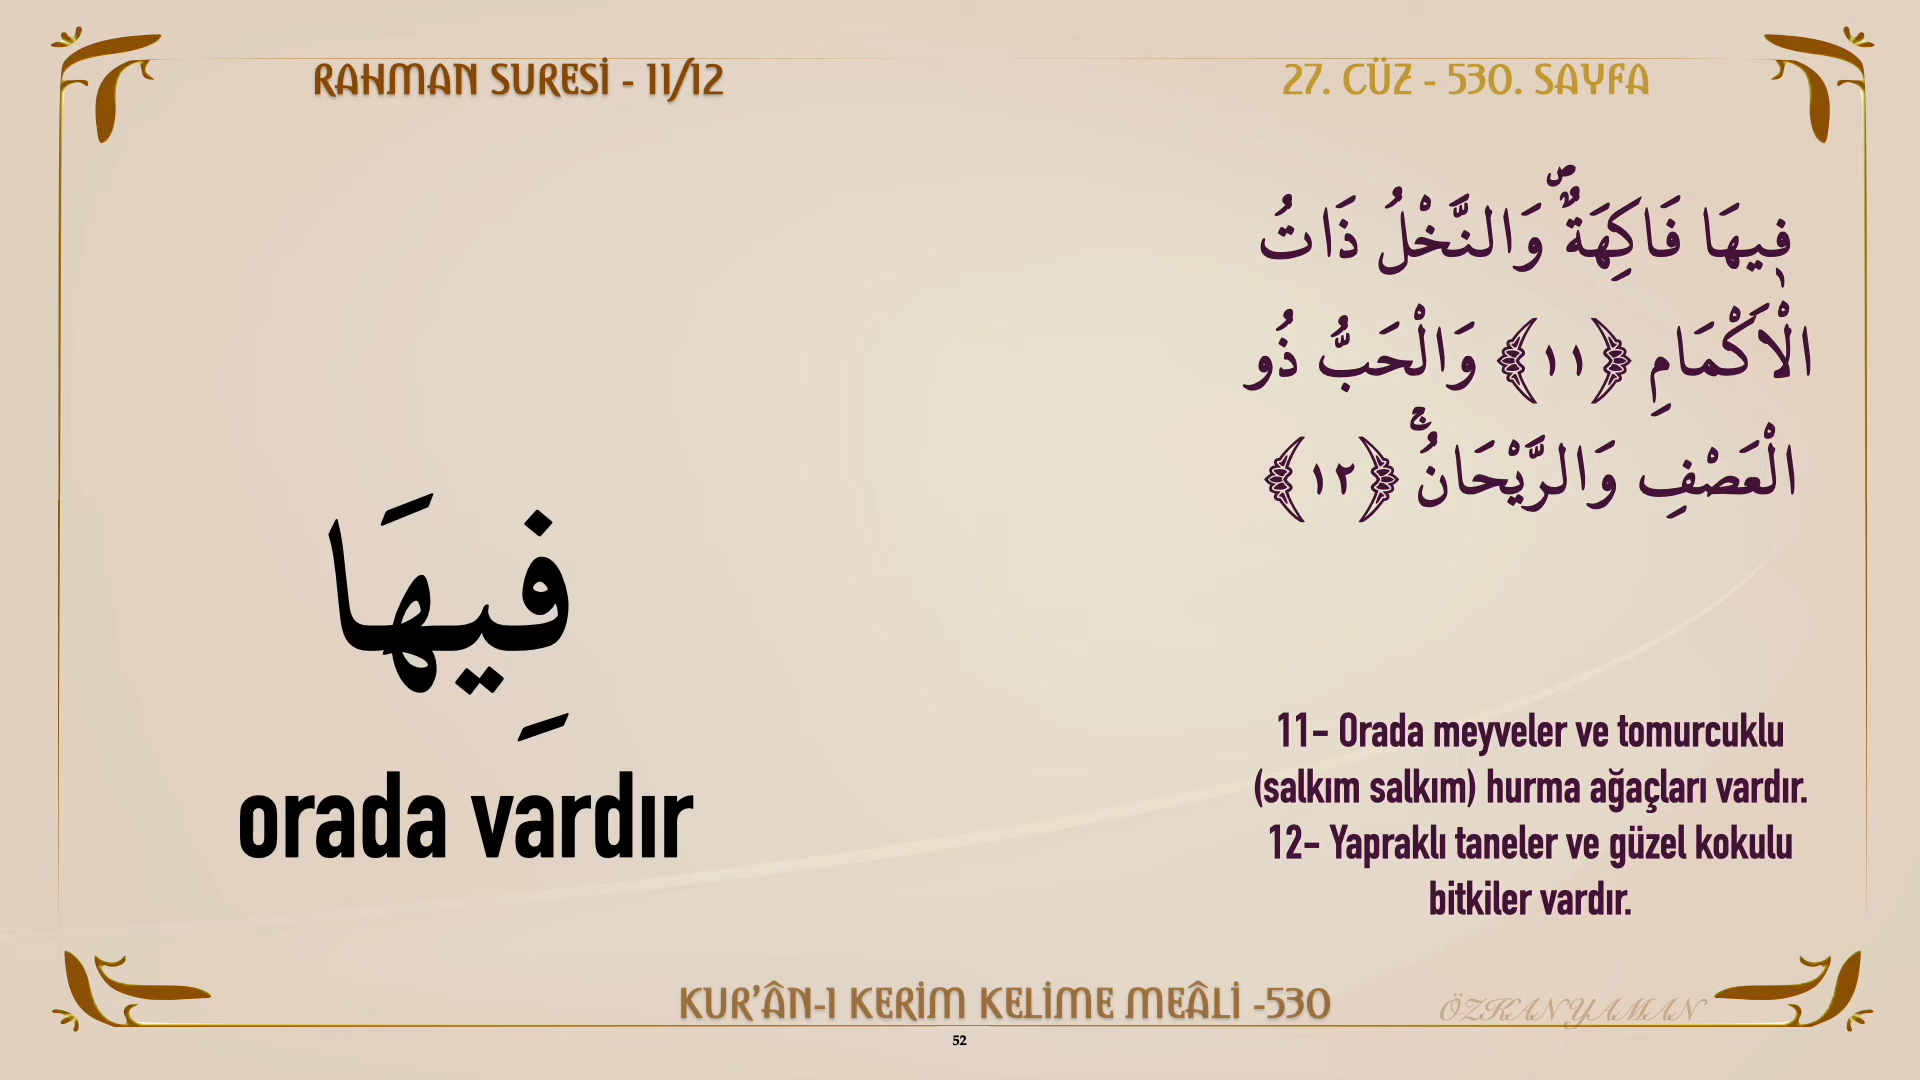 RAHMAN SURESİ - 11/12
27. CÜZ - 530. SAYFA
فِيهَا فَاكِهَةٌۖ وَالنَّخْلُ ذَاتُ
الْاَكْمَامِ ﴿١١﴾ وَالْحَبُّ ذُو
الْعَصْفِ وَالرَّيْحَانُۚ ﴿١٢﴾
فِيهَا
orada vardır
11- Orada meyveler ve tomurcuklu
(salkım salkım) hurma ağaçları vardır.
12- Yapraklı taneler ve güzel kokulu
bitkiler vardır.
KUR’ÂN-I KERİM KELİME MEÂLİ -530
ÖZKAN YAMAN
52